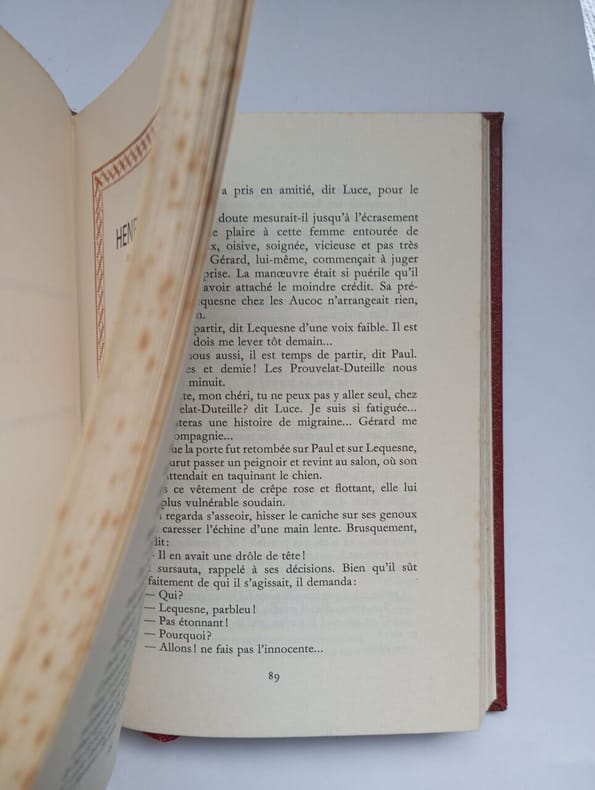 HEN
a pris en amitié, dit Luce, pour le
doute mesurait-il jusqu'à l'écrasement
plaire à cette femme entourée de
oisive, soignée, vicieuse et pas très
Gérard, lui-même, commençait à juger
prise. La manœuvre était si puérile qu'il
avoir attaché le moindre crédit. Sa pré-
quesne chez les Aucoc n'arrangeait rien,
n.
partir, dit Lequesne d'une voix faible. Il est
dois me lever tôt demain...
nous aussi, il est temps de partir, dit Paul.
es et demie! Les Prouvelat-Duteille nous
minuit.
te, mon chéri, tu ne peux pas y aller seul, chez
elat-Duteille? dit Luce. Je suis si fatiguée...
teras une histoire de migraine... Gérard me
ompagnie...
ue la porte fut retombée sur Paul et sur Lequesne,
urut passer un peignoir et revint au salon, où son
attendait en taquinant le chien.
s ce vêtement de crêpe rose et flottant, elle lui
plus vulnérable soudain.
regarda s'asseoir, hisser le caniche sur ses genoux
caresser l'échine d'une main lente. Brusquement,
dit:
— Il en avait une drôle de tête!
sursauta, rappelé à ses décisions. Bien qu'il sût
faitement de qui il s'agissait, il demanda:
— Qui?
— Lequesne, parbleu!
— Pas étonnant!
— Pourquoi?
— Allons! ne fais pas l'innocente...
89